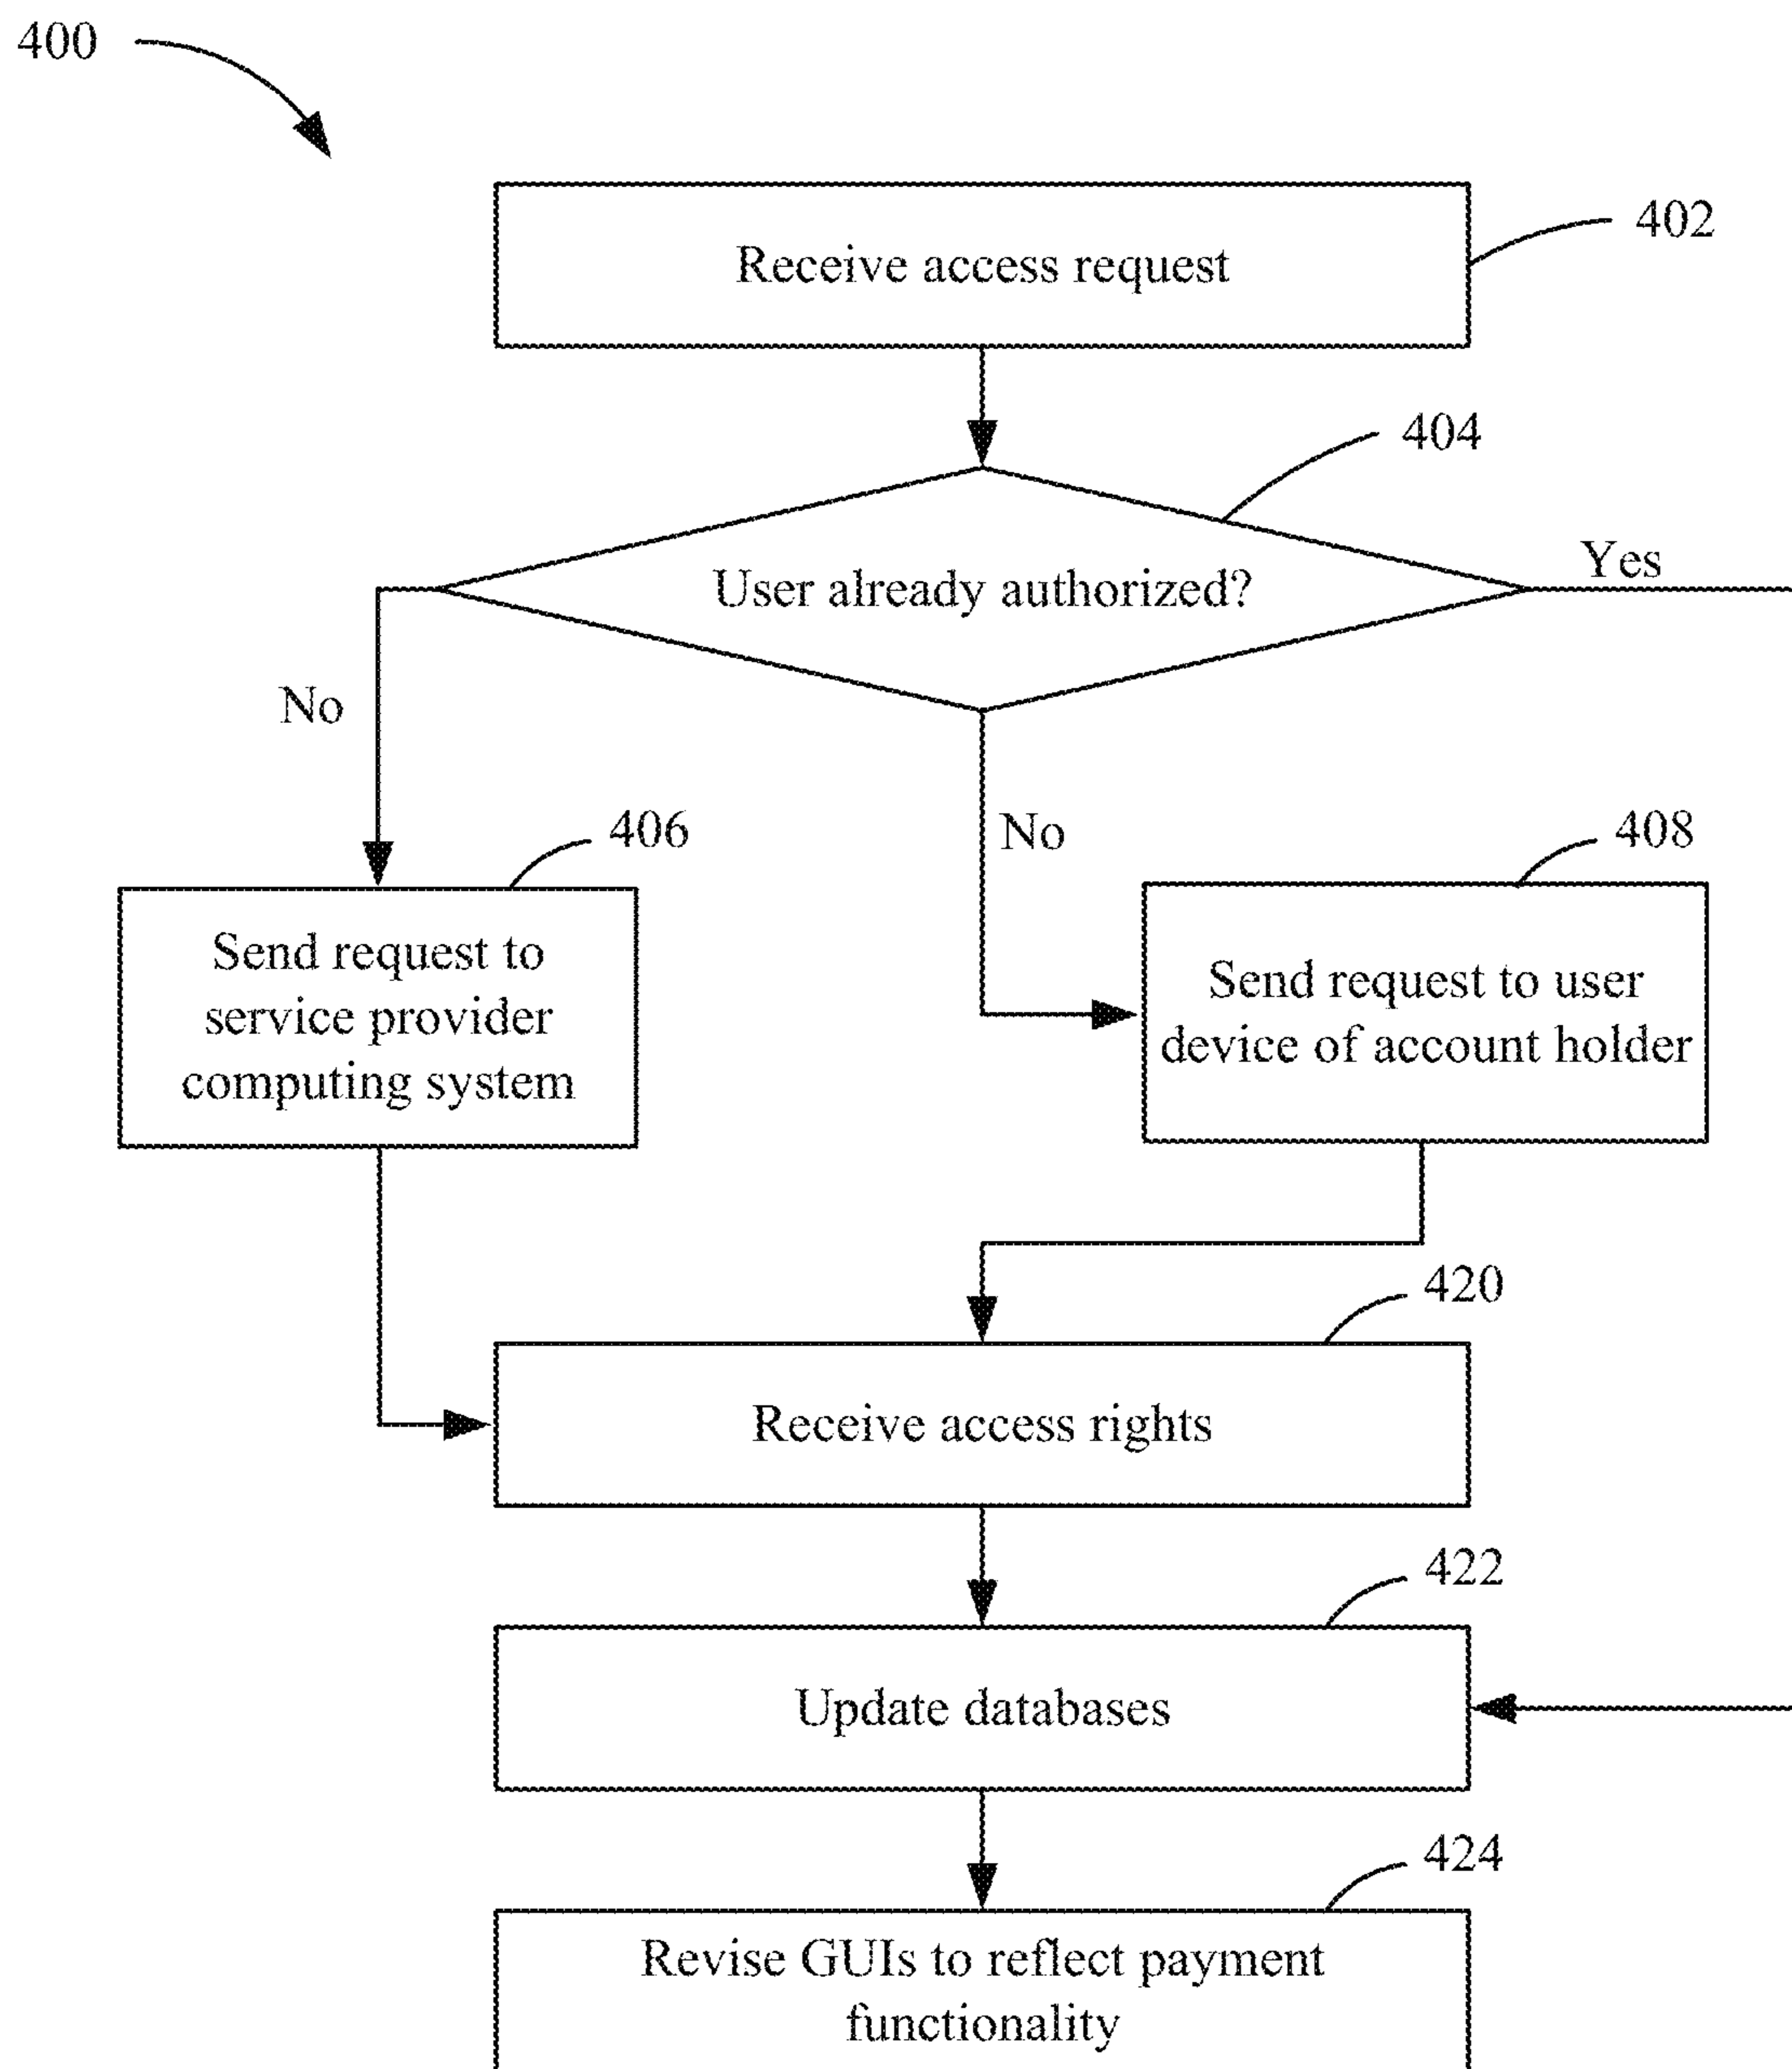 400
402
Receive access request
404
User already authorized?
Yes
No
No
406
408
Send request to
service provider
computing system
Send request to user
device of account holder
420
Receive access rights
422
Update databases
424
Revise GUIs to reflect payment
functionality